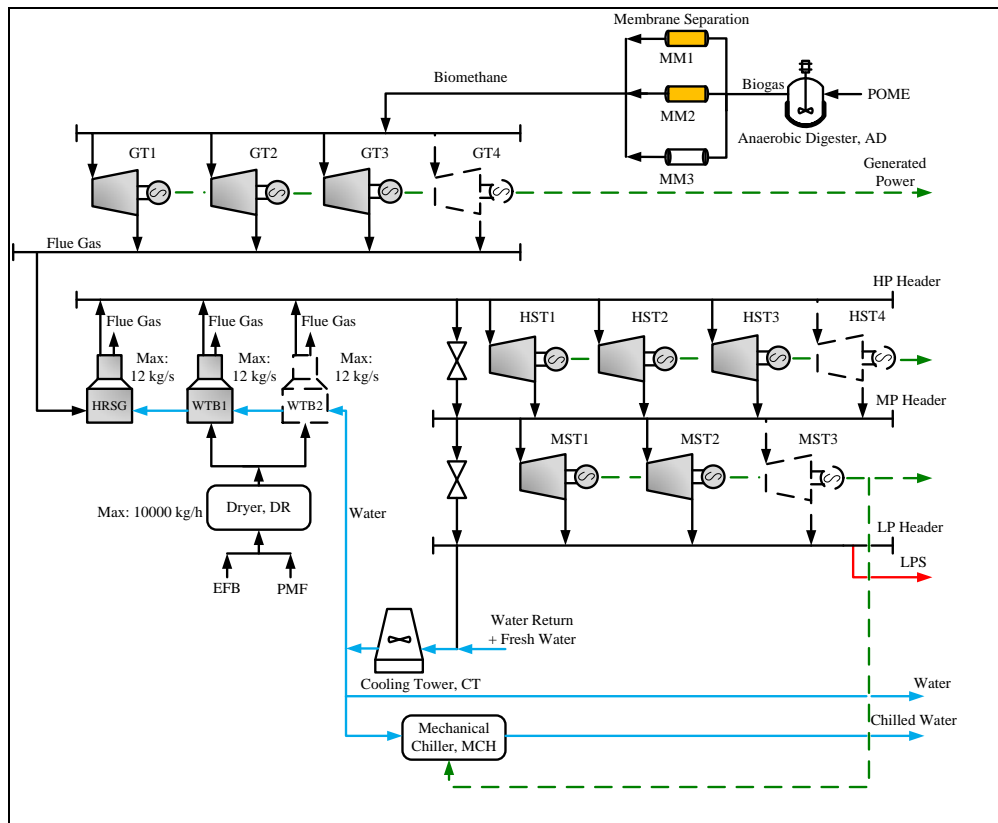 Membrane Separation
MM1
Biomethane
Biogas
POME
MM2
Anaerobic Digester, AD
GT1
GT2
GT3
GT4
MM3
Generated
Power
S
S
S
S
Flue Gas
HP Header
Flue Gas
Flue Gas
Flue Gas
HST1
HST2
HST3
HST4
Max:
12 kg/s
Max:
12 kg/s
Max:
12 kg/s
S
S
S
S
HRSG
WTB1
WTB2
MP Header
MST1
MST2
MST3
S
S
S
Dryer, DR
Max: 10000 kg/h
Water
LP Header
EFB
PMF
LPS
Water Return
+ Fresh Water
Cooling Tower, CT
Water
Mechanical
Chiller, MCH
Chilled Water